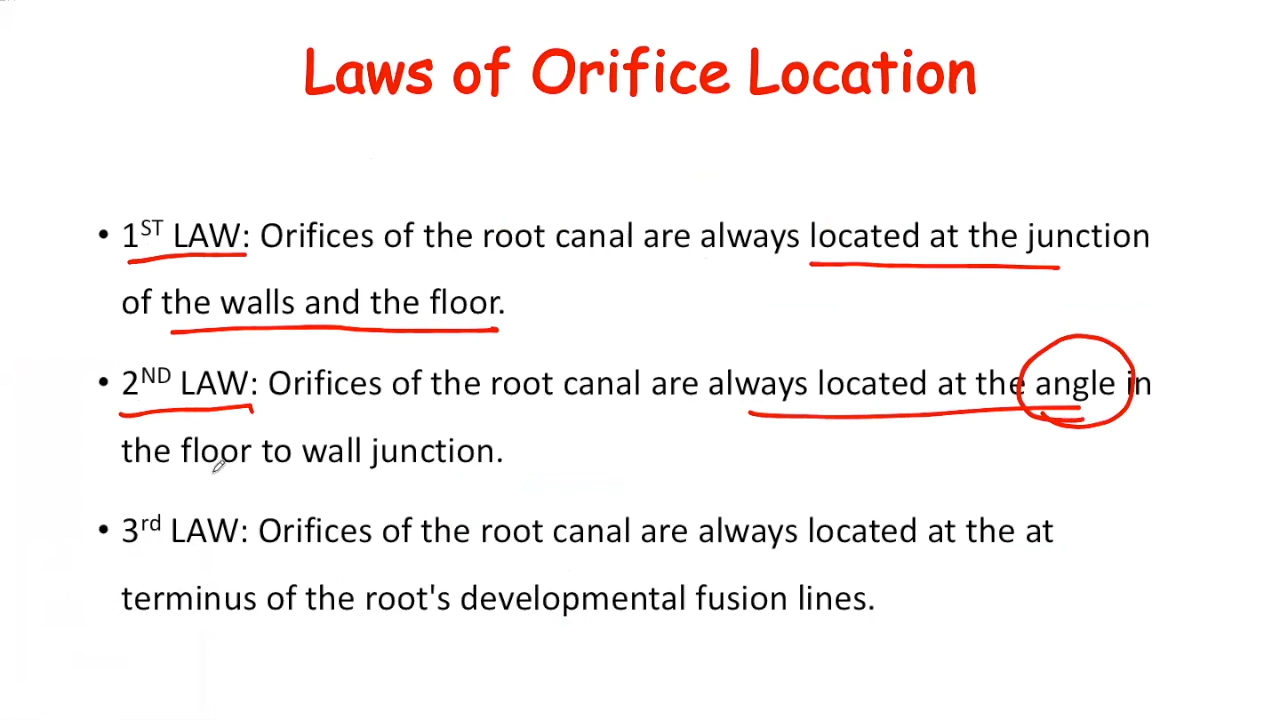 Laws of Orifice Location
• 1ST LAW: Orifices of the root canal are always located at the junction
of the walls and the floor.
• 2ND LAW: Orifices of the root canal are always located at the angle in
the floor to wall junction.
• 3rd LAW: Orifices of the root canal are always located at the at
terminus of the root's developmental fusion lines.